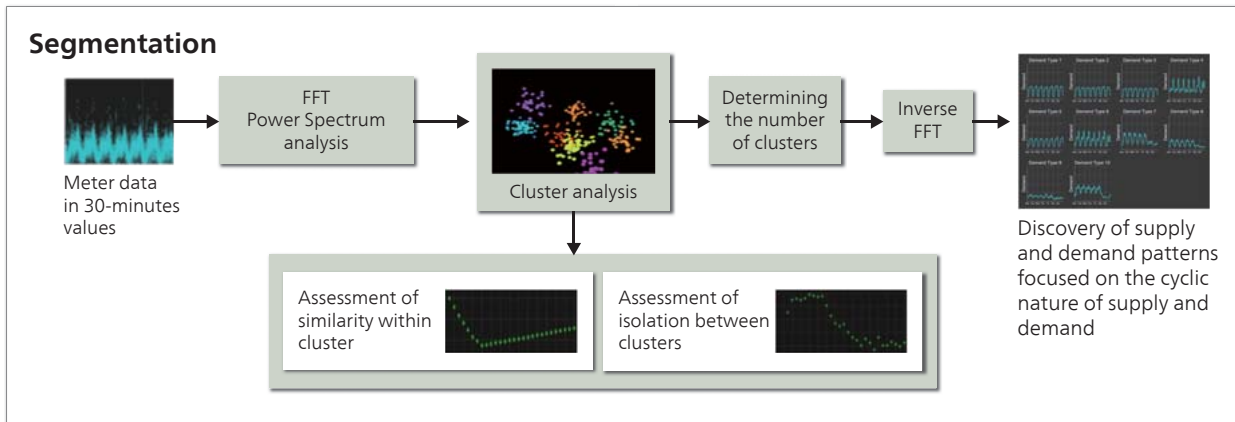 Segmentation
Meter data
in 30-minutes
values
FFT
Power Spectrum
analysis
Cluster analysis
Determining
the number
of clusters
Inverse
FFT
Demand Type 1
Demand Type 2
Demand Type 3
Demand Type 4
Demand Type 5
Demand Type 6
Demand Type 7
Demand Type 8
Demand Type 9
Demand Type 10
Discovery of supply
and demand patterns
focused on the cyclic
nature of supply and
demand
Assessment of
similarity within
cluster
Assessment of
isolation between
clusters